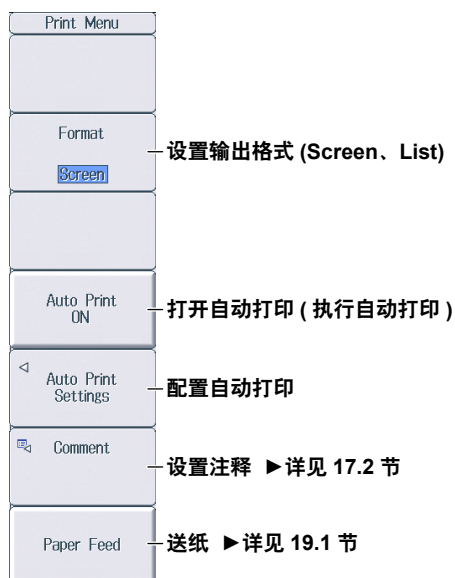 Print Menu
Format
Screen
设置输出格式 (Screen、List)
Auto Print
ON
打开自动打印 ( 执行自动打印 )
Auto Print
Settings
配置自动打印
Comment
设置注释 ►详见 17.2 节
Paper Feed
送纸 ►详见 19.1 节